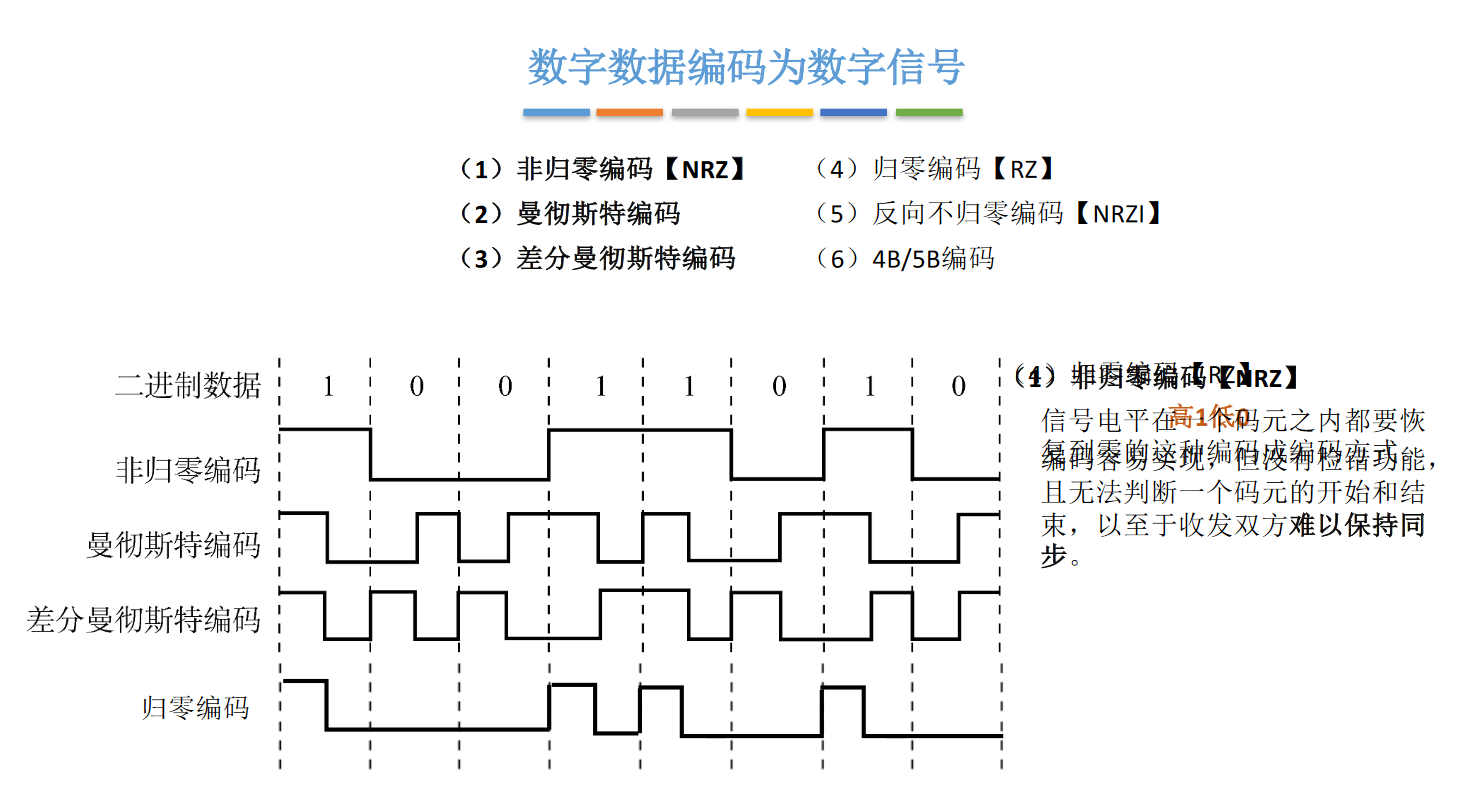 数字数据编码为数字信号
（1）非归零编码【NRZ】
（2）曼彻斯特编码
（3）差分曼彻斯特编码
（4）归零编码【RZ】
（5）反向不归零编码【NRZI】
（6）4B/5B编码
二进制数据 1 0 0 1 1 0 1 0
非归零编码
曼彻斯特编码
差分曼彻斯特编码
归零编码
（4）归零编码【RZ】
（1）非归零编码【NRZ】
高1低0
信号电平在一个码元之内都要恢
复到零的这种编码成编码方式
编码容易实现，但没有检错功能，
且无法判断一个码元的开始和结
束，以至于收发双方难以保持同
步。